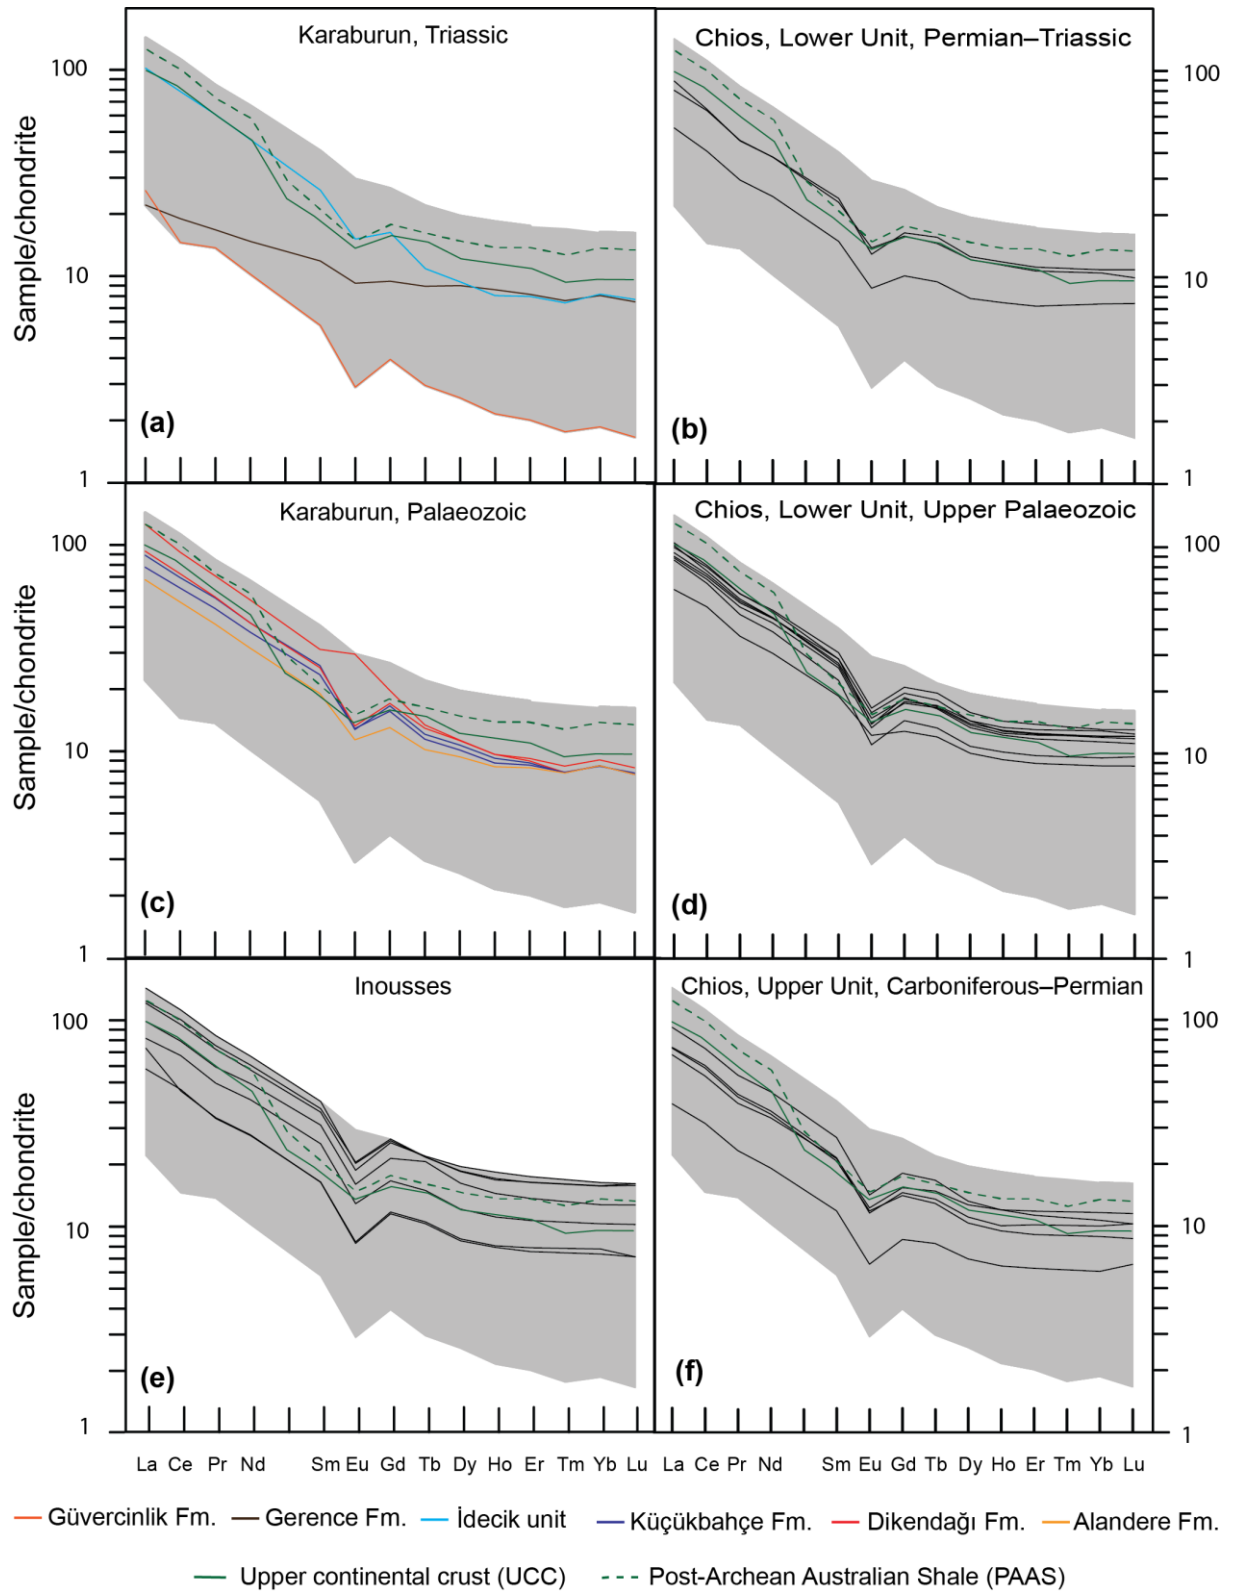 Karaburun, Triassic
Chios, Lower Unit, Permian–Triassic
100
10
1
Sample/chondrite
(a)
100
10
1
(b)
Karaburun, Palaeozoic
Chios, Lower Unit, Upper Palaeozoic
100
10
1
Sample/chondrite
(c)
100
10
1
(d)
Inousses
Chios, Upper Unit, Carboniferous–Permian
100
10
1
Sample/chondrite
(e)
100
10
1
(f)
La Ce Pr Nd Sm Eu Gd Tb Dy Ho Er Tm Yb Lu
La Ce Pr Nd Sm Eu Gd Tb Dy Ho Er Tm Yb Lu
Güvercinlik Fm. Gerence Fm. İdecik unit Küçükbahçe Fm. Dikendağı Fm. Alandere Fm.
Upper continental crust (UCC) Post-Archean Australian Shale (PAAS)